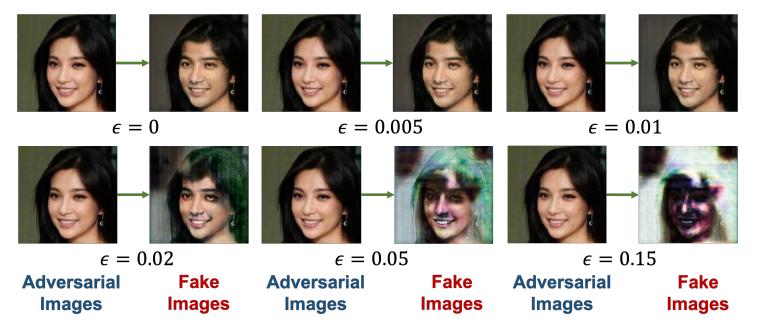 ϵ = 0 ϵ = 0.005 ϵ = 0.01
ϵ = 0.02 ϵ = 0.05 ϵ = 0.15
Adversarial Fake Adversarial Fake Adversarial Fake
Images Images Images Images Images Images